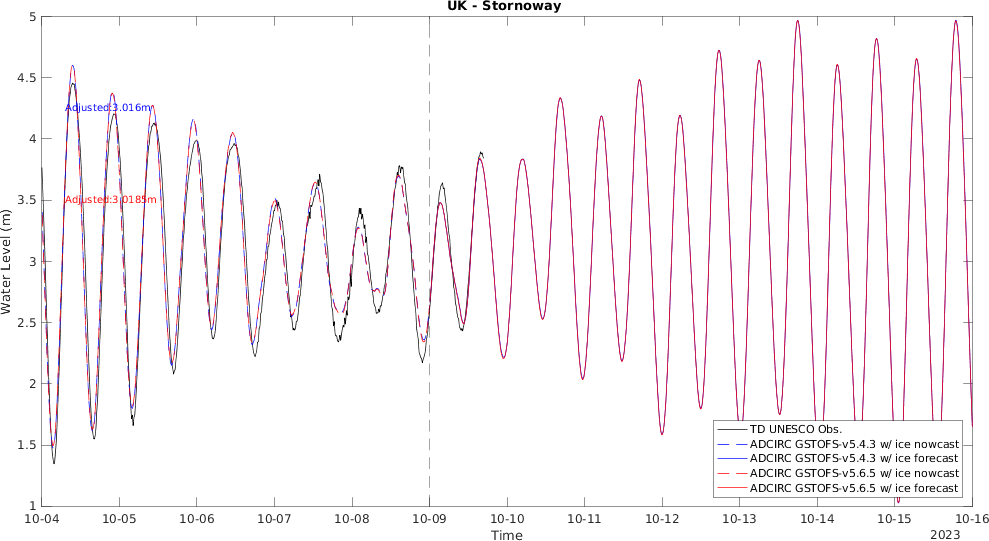 UK - Stornoway
5
4.5
4
3.5
3
2.5
2
1.5
1
Water Level (m)
Adjusted:3.016m
Adjusted:3.0185m
TD UNESCO Obs.
ADCIRC GSTOFS-v5.4.3 w/ ice nowcast
ADCIRC GSTOFS-v5.4.3 w/ ice forecast
ADCIRC GSTOFS-v5.6.5 w/ ice nowcast
ADCIRC GSTOFS-v5.6.5 w/ ice forecast
10-04 10-05 10-06 10-07 10-08 10-09 10-10 10-11 10-12 10-13 10-14 10-15 10-16
Time
2023